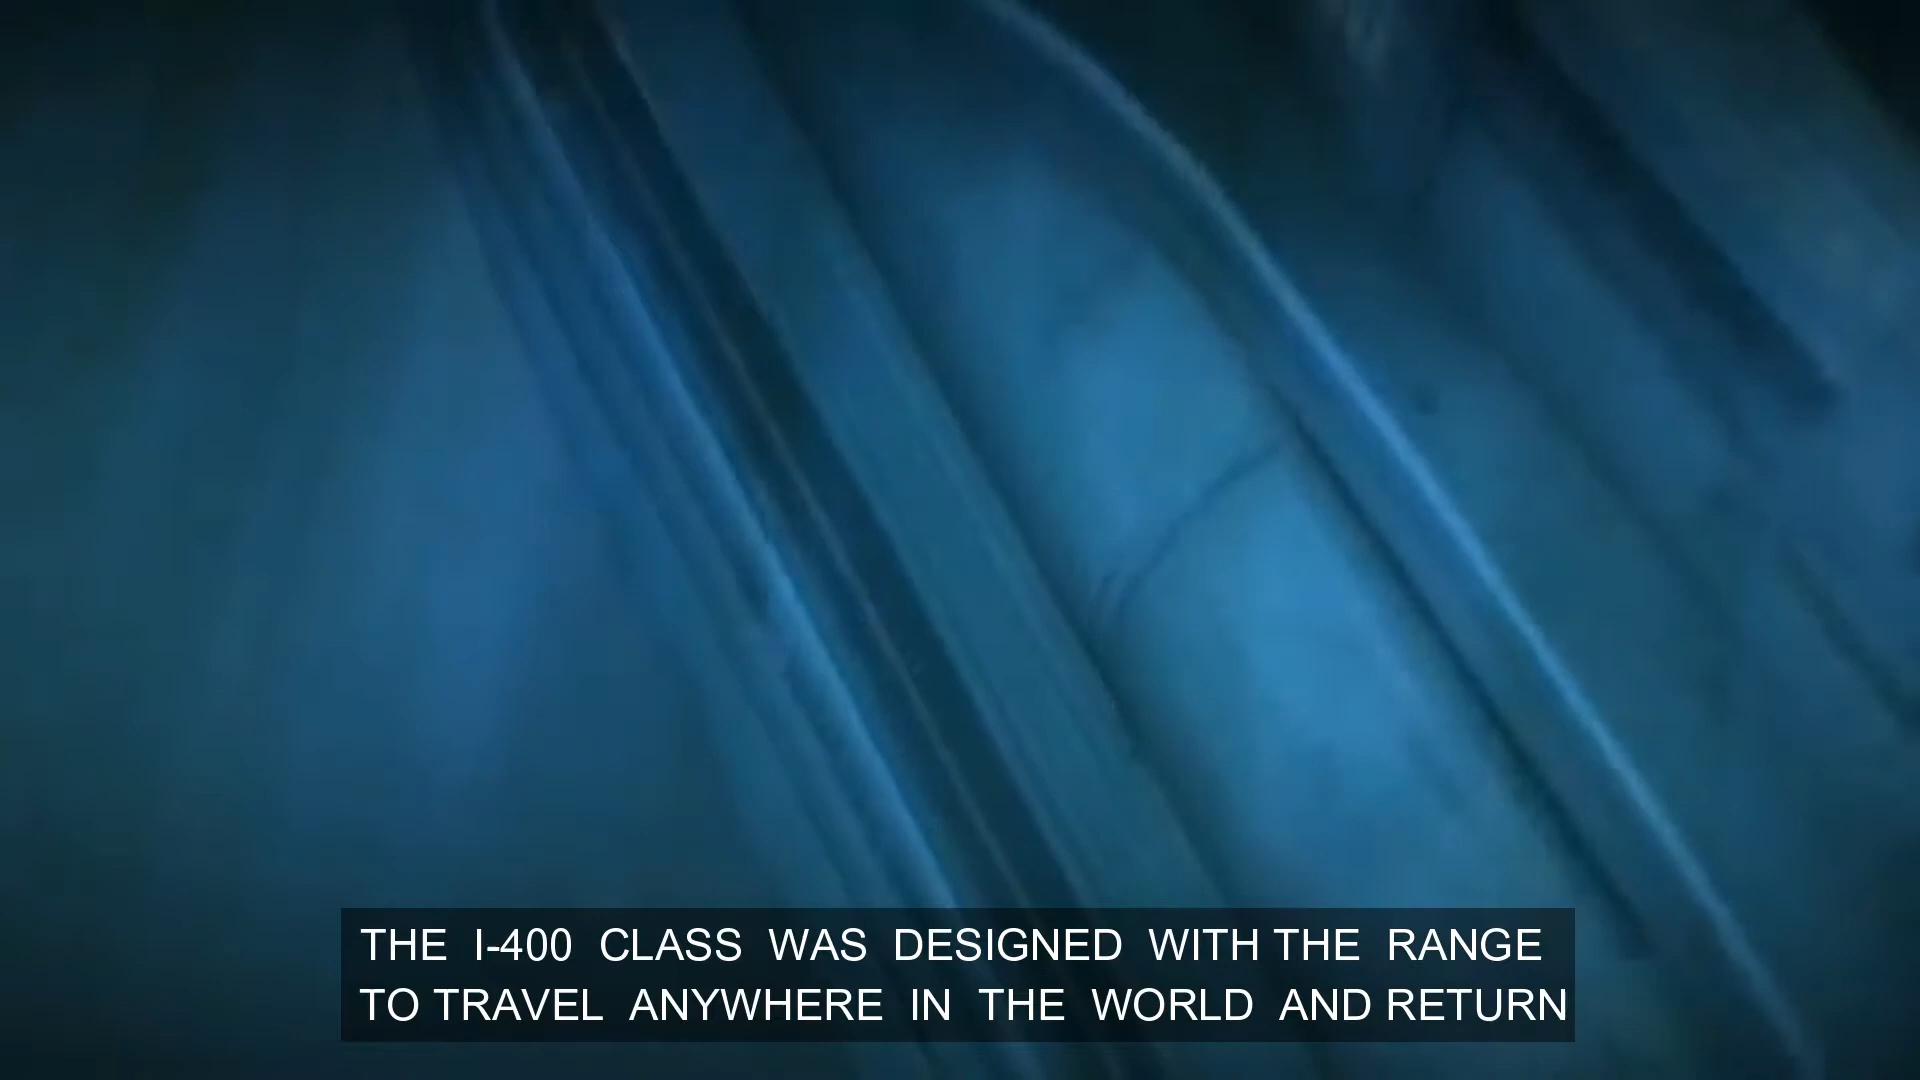 THE I-400 CLASS WAS DESIGNED WITH THE RANGE
TO TRAVEL ANYWHERE IN THE WORLD AND RETURN